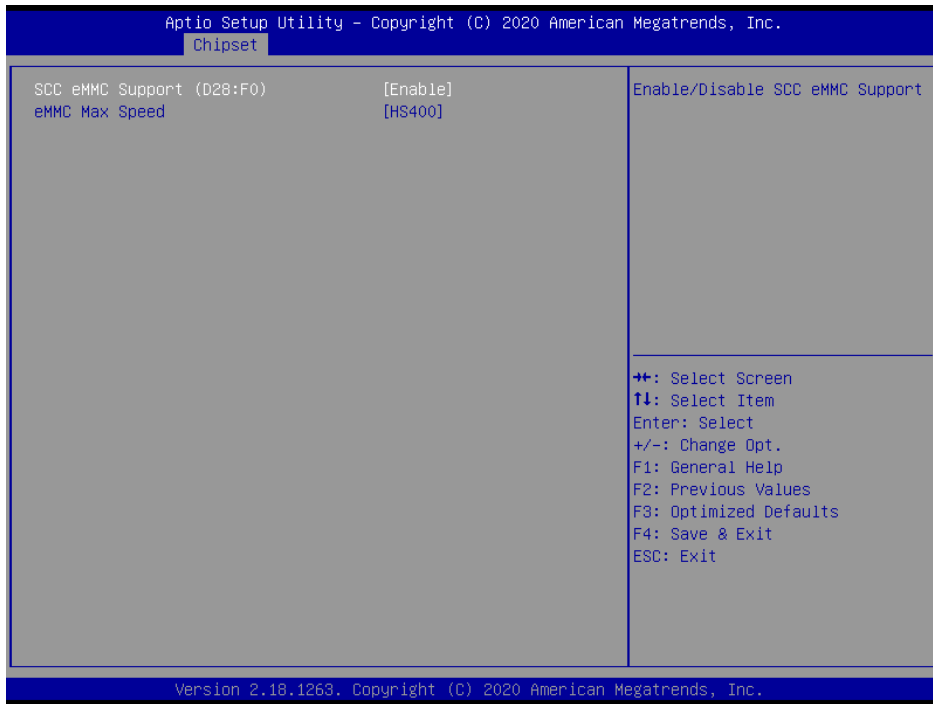 Aptio Setup Utility – Copyright (C) 2020 American Megatrends, Inc.
Chipset
SCC eMMC Support (D28:F0) [Enable]
eMMC Max Speed [HS400]
Enable/Disable SCC eMMC Support
→←: Select Screen
↑↓: Select Item
Enter: Select
+/-: Change Opt.
F1: General Help
F2: Previous Values
F3: Optimized Defaults
F4: Save & Exit
ESC: Exit
Version 2.18.1263. Copyright (C) 2020 American Megatrends, Inc.